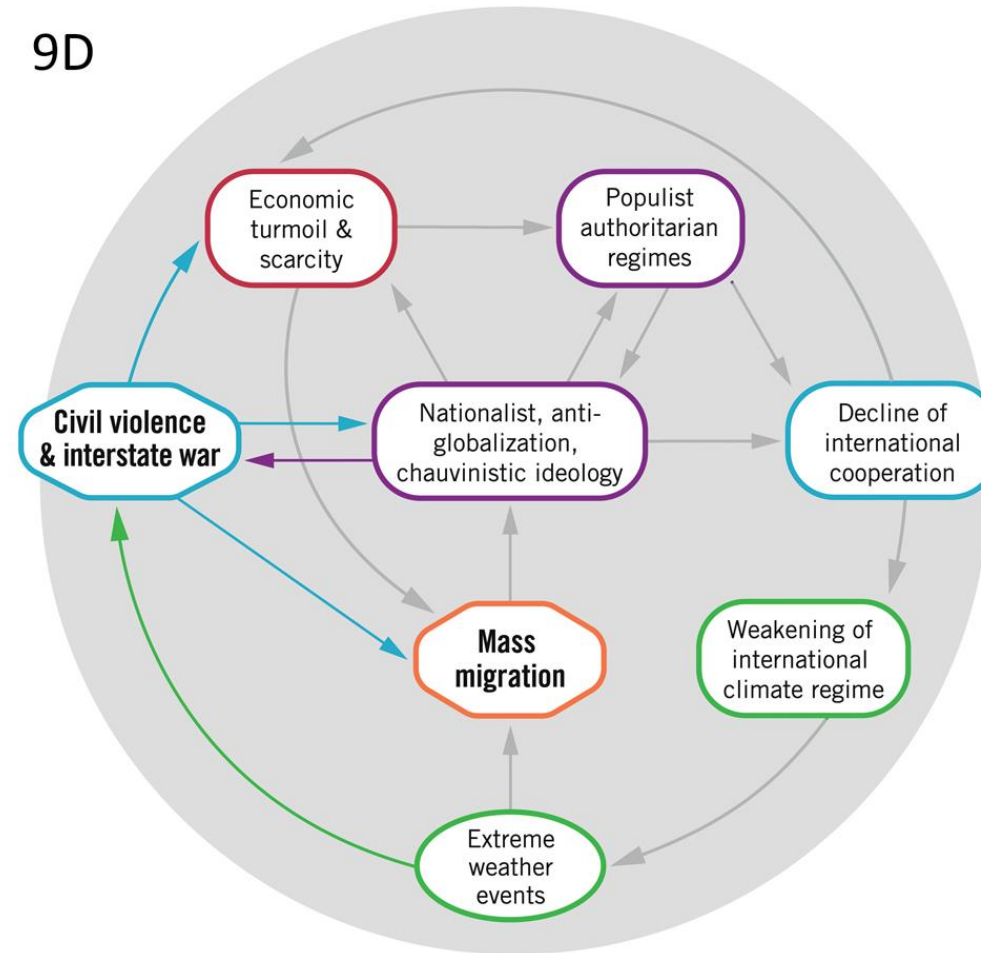 9D
Economic
turmoil &
scarcity
Populist
authoritarian
regimes
Civil violence
& interstate war
Nationalist, anti-
globalization,
chauvinistic ideology
Decline of
international
cooperation
Mass
migration
Weakening of
international
climate regime
Extreme
weather
events